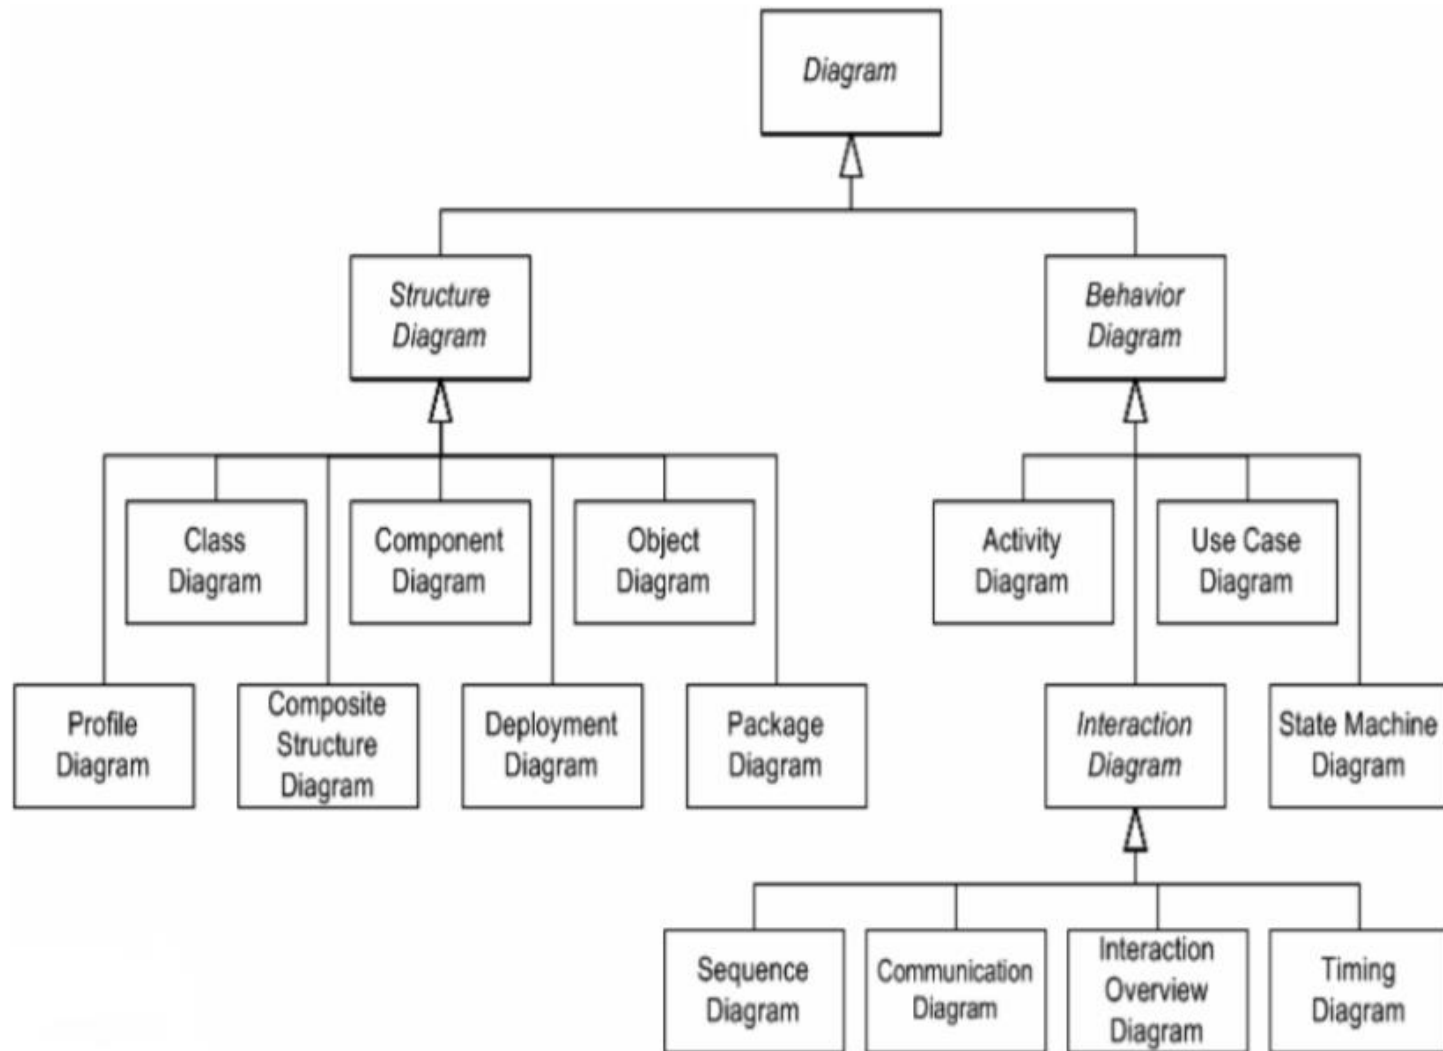 Diagram
Structure
Diagram
Behavior
Diagram
Class
Diagram
Component
Diagram
Object
Diagram
Activity
Diagram
Use Case
Diagram
Profile
Diagram
Composite
Structure
Diagram
Deployment
Diagram
Package
Diagram
Interaction
Diagram
State Machine
Diagram
Sequence
Diagram
Communication
Diagram
Interaction
Overview
Diagram
Timing
Diagram